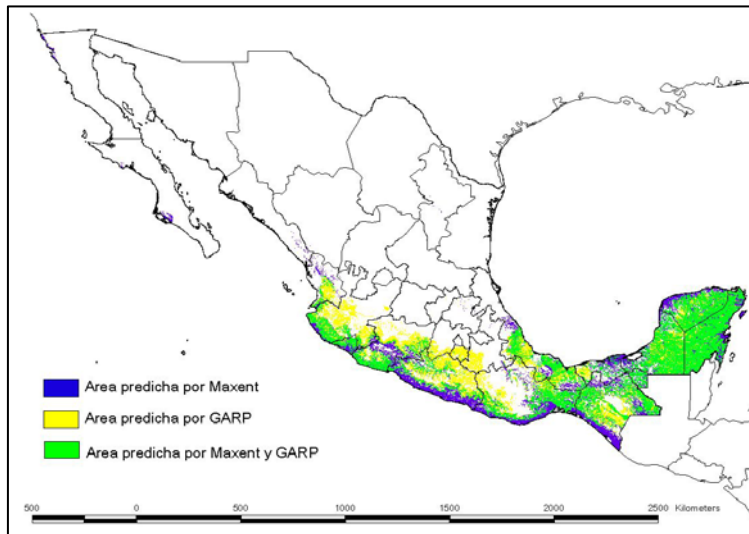 Area predicha por Maxent
Area predicha por GARP
Area predicha por Maxent y GARP
500 0 500 1000 1500 2000 2500 Kilometers